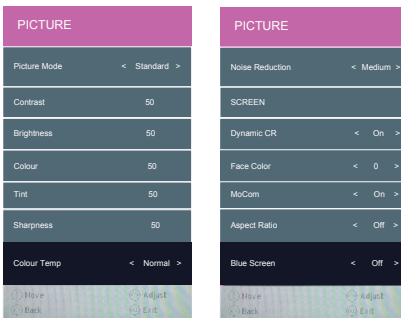 PICTURE
Picture Mode < Standard >
Contrast 50
Brightness 50
Colour 50
Tint 50
Sharpness 50
Colour Temp < Normal >
Move Adjust
Back Exit
PICTURE
Noise Reduction < Medium >
SCREEN
Dynamic CR < On >
Face Color < 0 >
MoCom < On >
Aspect Ratio < Off >
Blue Screen < Off >
Move Adjust
Back Exit